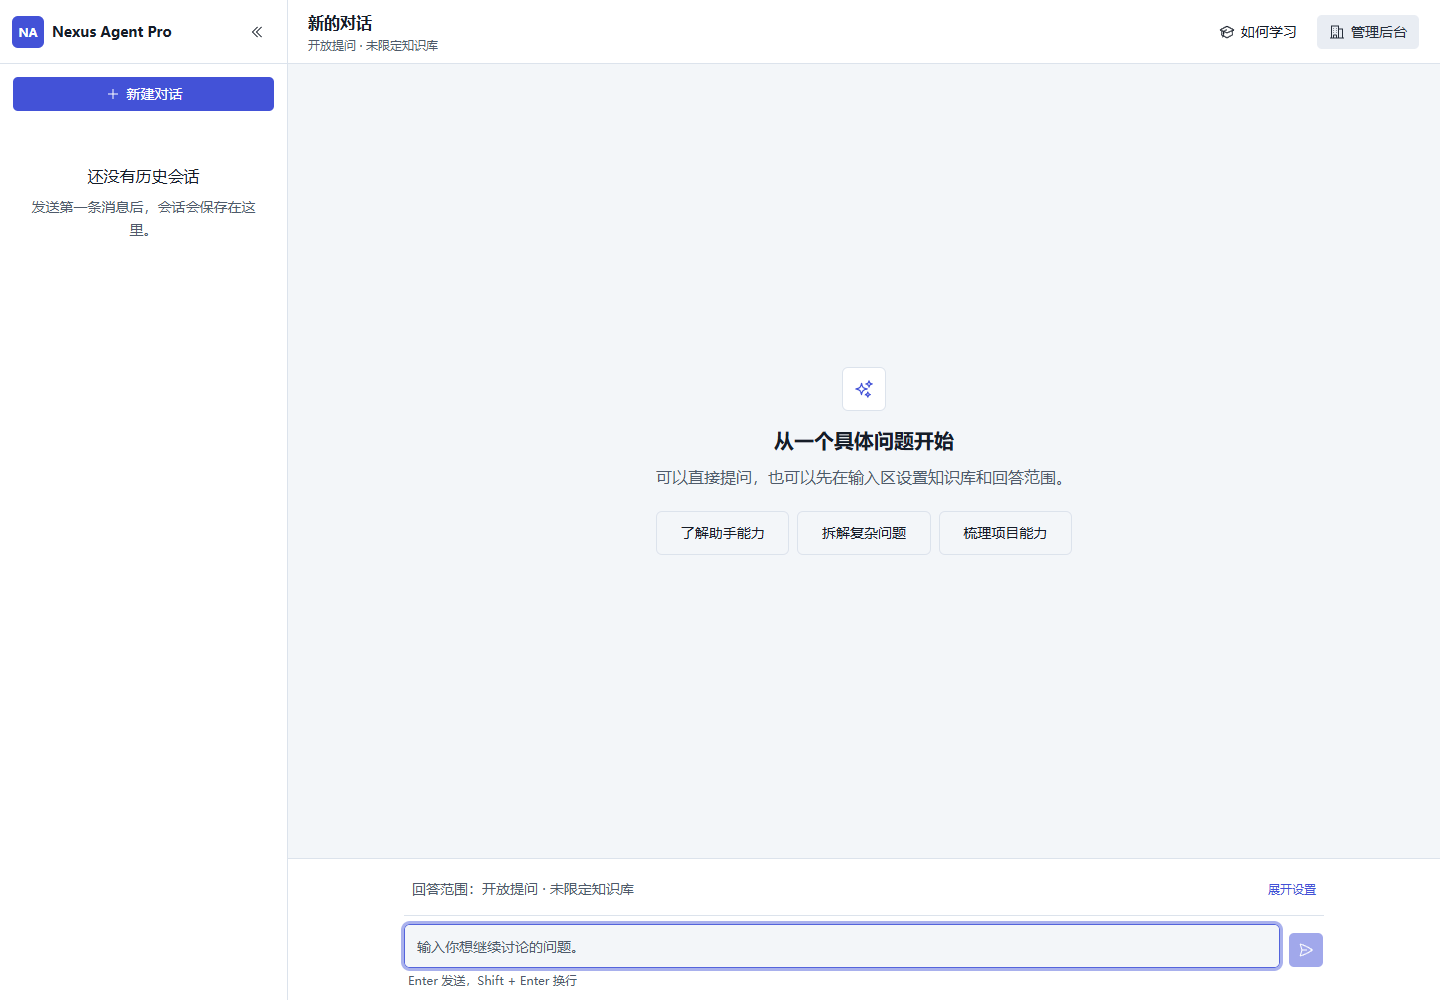 NA Nexus Agent Pro
新建对话
还没有历史会话
发送第一条消息后，会话会保存在这
里。
新的对话
开放提问 · 未限定知识库
如何学习
管理后台
从一个具体问题开始
可以直接提问，也可以先在输入区设置知识库和回答范围。
了解助手能力
拆解复杂问题
梳理项目能力
回答范围：开放提问 · 未限定知识库
展开设置
输入你想继续讨论的问题。
Enter 发送，Shift + Enter 换行